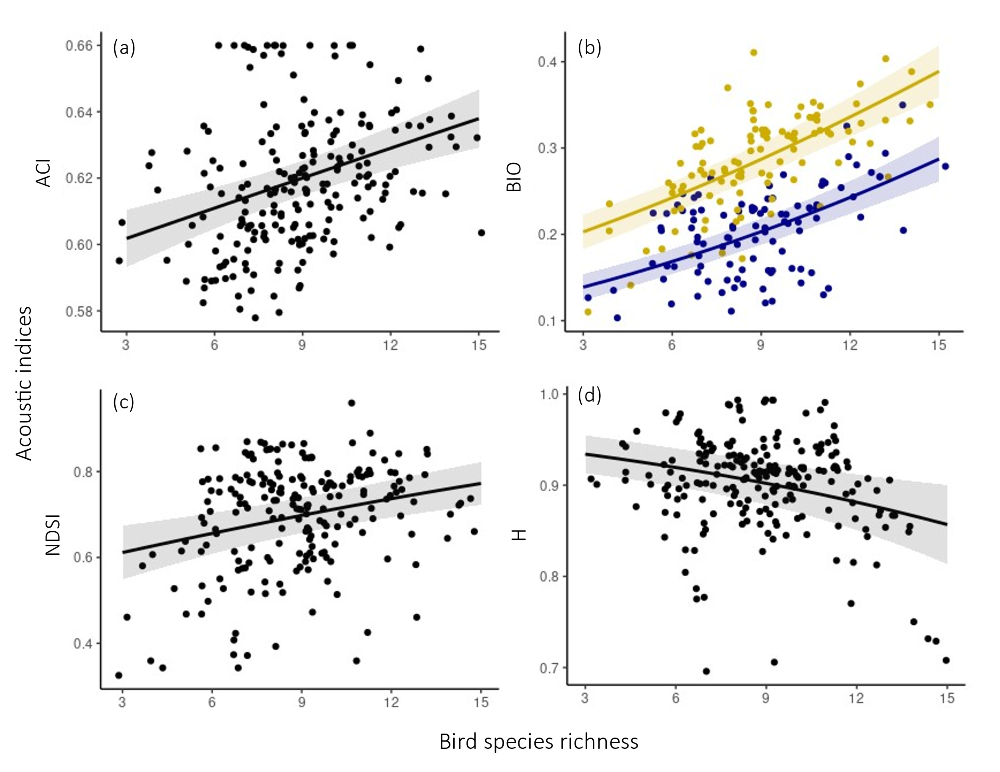 Acoustic indices
(a)
ACI
0.66
0.64
0.62
0.60
0.58
3 6 9 12 15
(b)
BIO
0.4
0.3
0.2
0.1
3 6 9 12 15
(c)
NDSI
0.8
0.6
0.4
3 6 9 12 15
(d)
H
1.0
0.9
0.8
0.7
3 6 9 12 15
Bird species richness